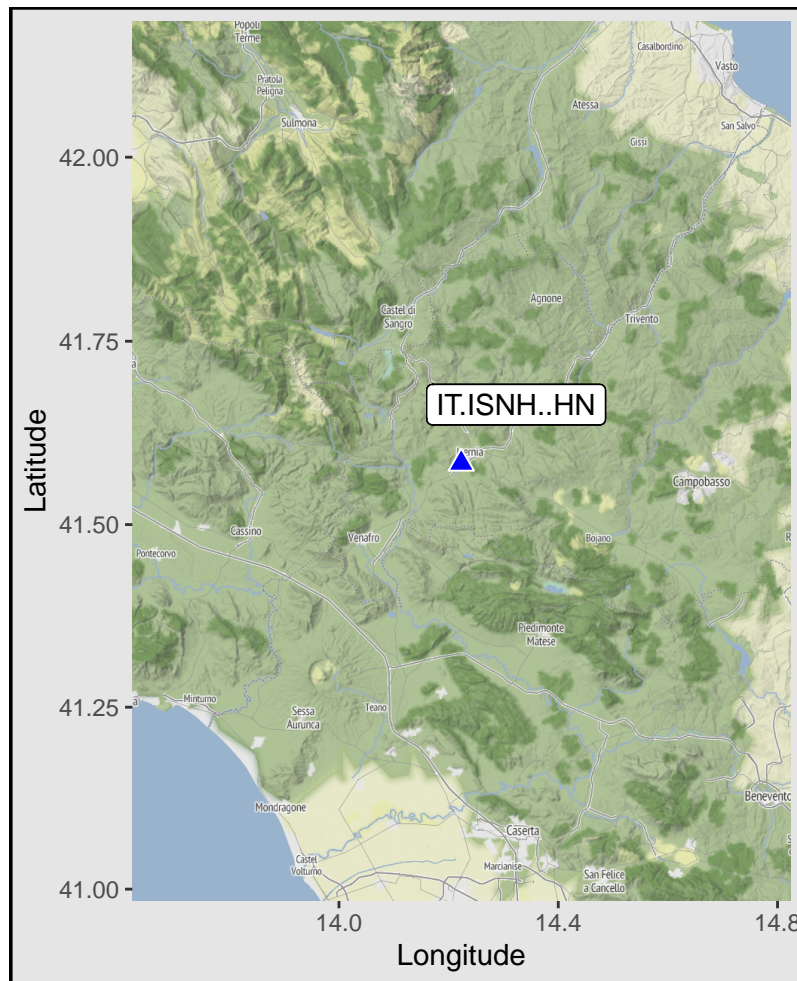 Popoli
Terme
Casalbordino
Vasto
Pratola
Peligna
Atessa
Sulmona
San Salvo
Gissi
42.00
Agnone
Castel di
Sangro
Trivento
41.75
IT.ISNH..HN
Campobasso
41.50
Cassino
Venafro
Bojano
Pontecorvo
Piedimonte
Matese
41.25
Minturno
Sessa
Aurunca
Teano
Benevento
Mondragone
Caserta
Castel
Volturno
Marcianise
San Felice
a Cancello
41.00
14.0
14.4
14.8
Longitude
Latitude